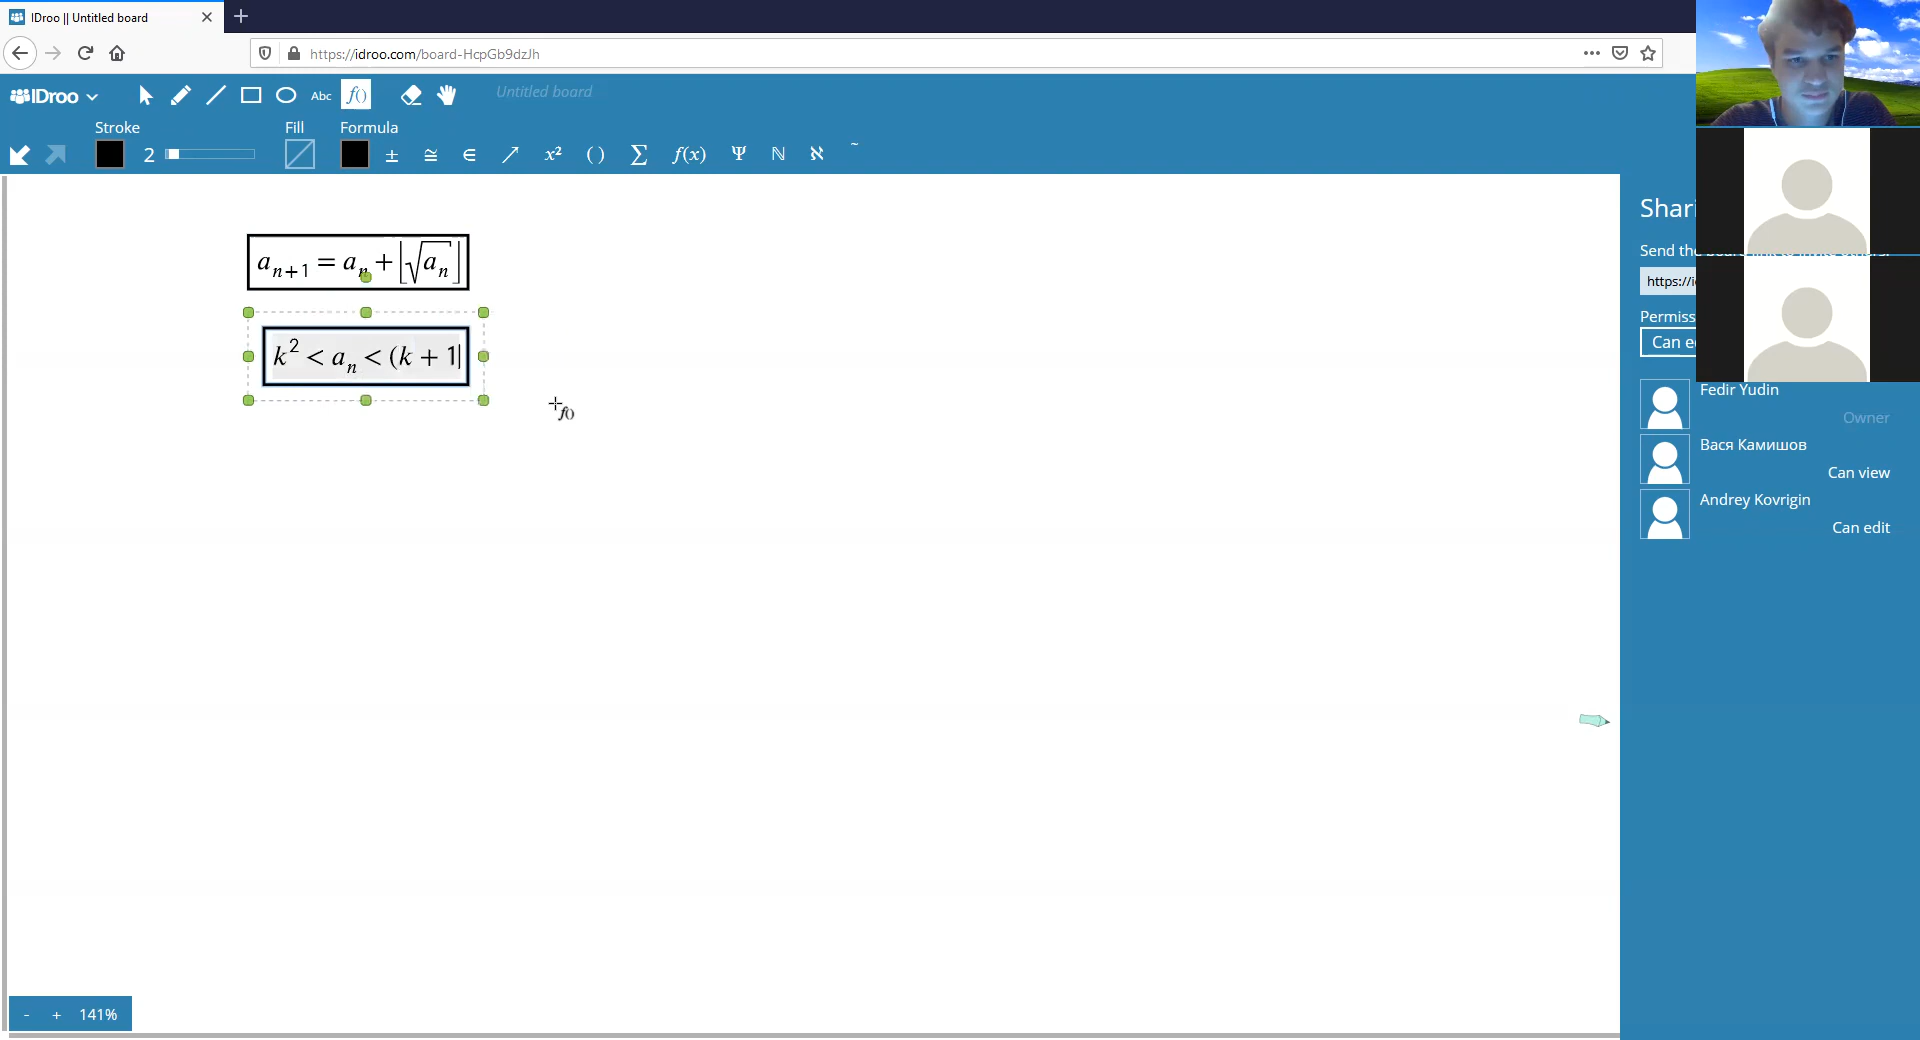 IDroo || Untitled board
https://idroo.com/board-HcpGb9dzJh
IDroo
Abc
f()
Untitled board
Stroke
Fill
Formula
2
± ≅ ∈ ↗ x² ( ) ∑ f(x) Ψ ℕ ℵ ~
a_{n+1} = a_n + ⌊√a_n⌋
k² < a_n < (k + 1
f()
Shari
Send the
https://i
Permiss
Can e
Fedir Yudin
Owner
Вася Камишов
Can view
Andrey Kovrigin
Can edit
- + 141%